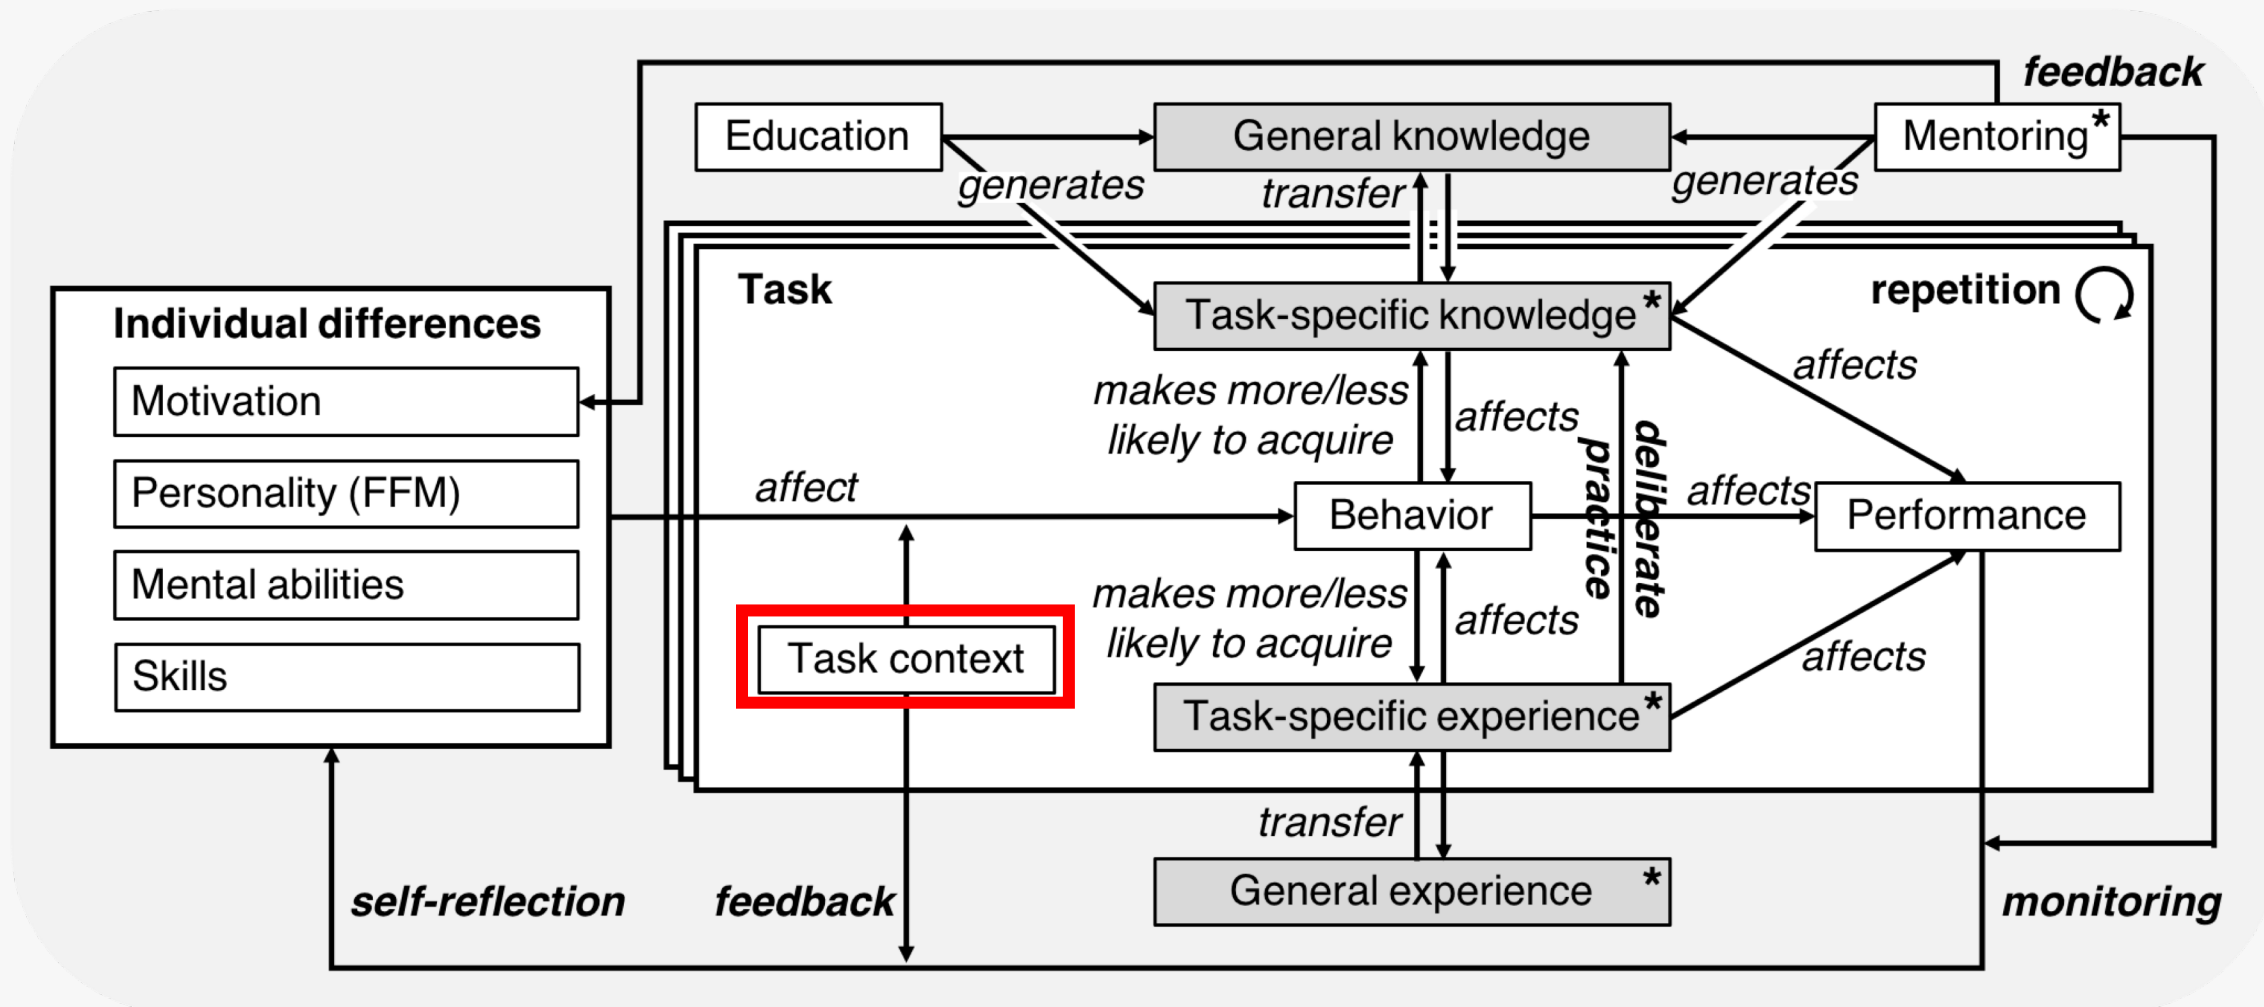 feedback
Education
General knowledge
Mentoring*
generates
transfer
generates
Task
repetition
Individual differences
Task-specific knowledge*
Motivation
makes more/less
likely to acquire
affects
affects
deliberate
practice
Personality (FFM)
affect
Behavior
affects
Performance
Mental abilities
makes more/less
likely to acquire
affects
Task context
affects
Skills
Task-specific experience*
transfer
self-reflection
feedback
General experience *
monitoring